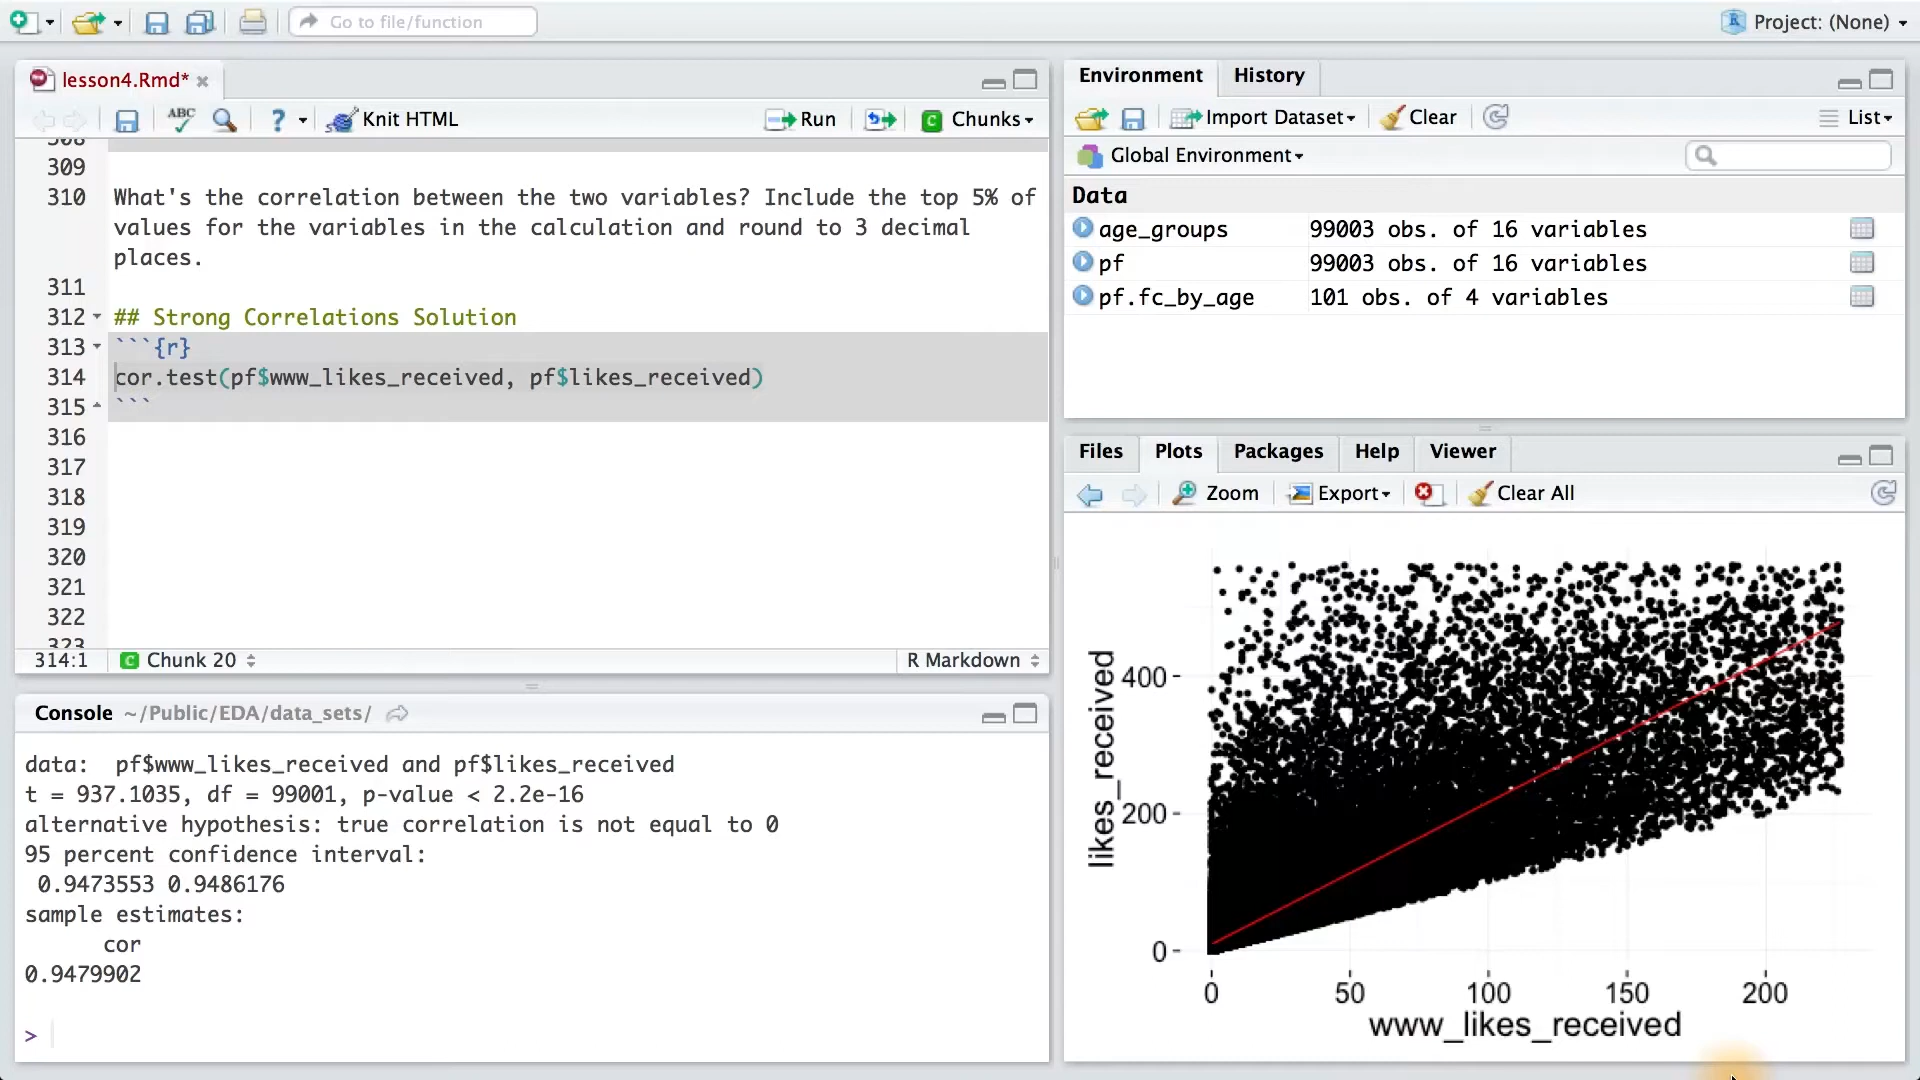 Go to file/function
Project: (None)
lesson4.Rmd*
ABC
? Knit HTML
Run
Chunks
308
309
310 What's the correlation between the two variables? Include the top 5% of
values for the variables in the calculation and round to 3 decimal
places.
311
312 ## Strong Correlations Solution
313 ```{r}
314 cor.test(pf$www_likes_received, pf$likes_received)
315 ```
316
317
318
319
320
321
322
323
314:1 Chunk 20 R Markdown
Console ~/Public/EDA/data_sets/
data:  pf$www_likes_received and pf$likes_received
t = 937.1035, df = 99001, p-value < 2.2e-16
alternative hypothesis: true correlation is not equal to 0
95 percent confidence interval:
 0.9473553 0.9486176
sample estimates:
      cor
0.9479902
>
Environment History
Import Dataset Clear List
Global Environment
Data
age_groups 99003 obs. of 16 variables
pf 99003 obs. of 16 variables
pf.fc_by_age 101 obs. of 4 variables
Files Plots Packages Help Viewer
Zoom Export Clear All
likes_received
400
200
0
0 50 100 150 200
www_likes_received